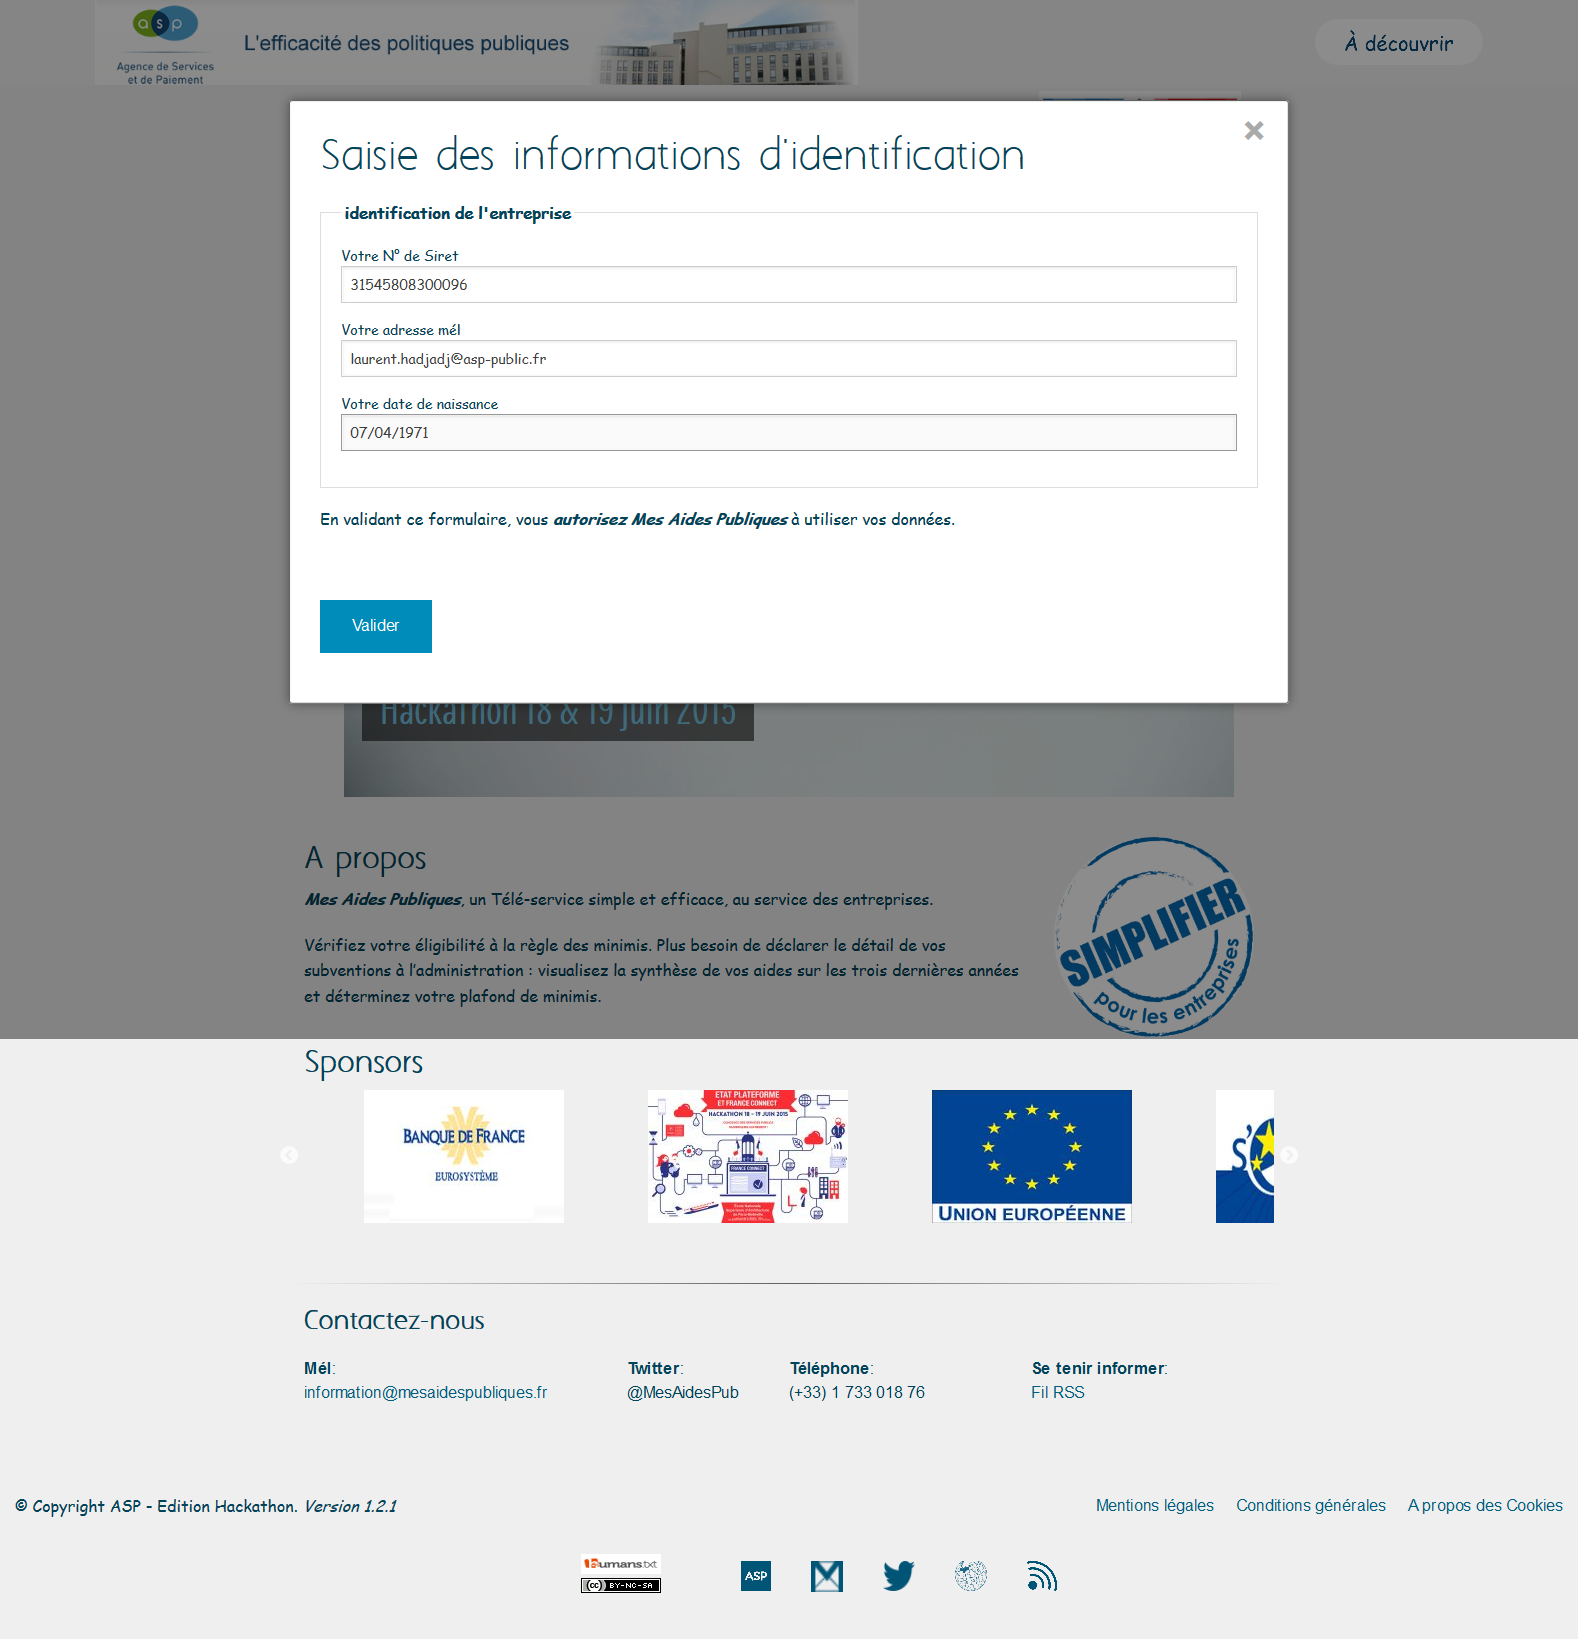 asp
Agence de Services
et de Paiement
L'efficacité des politiques publiques
À découvrir
Saisie des informations d'identification
×
identification de l'entreprise
Votre N° de Siret
31545808300096
Votre adresse mél
laurent.hadjadj@asp-public.fr
Votre date de naissance
07/04/1971
En validant ce formulaire, vous autorisez Mes Aides Publiques à utiliser vos données.
Valider
Hackathon 18 & 19 juin 2015
A propos
Mes Aides Publiques, un Télé-service simple et efficace, au service des entreprises.
Vérifiez votre éligibilité à la règle des minimis. Plus besoin de déclarer le détail de vos
subventions à l'administration : visualisez la synthèse de vos aides sur les trois dernières années
et déterminez votre plafond de minimis.
SIMPLIFIER
pour les entreprises
Sponsors
BANQUE DE FRANCE
EUROSYSTÈME
ETAT PLATEFORME
ET FRANCE CONNECT
HACKATHON 18 - 19 JUIN 2015
FRANCE CONNECT
UNION EUROPÉENNE
S'
Contactez-nous
Mél:
information@mesaidespubliques.fr
Twitter:
@MesAidesPub
Téléphone:
(+33) 1 733 018 76
Se tenir informer:
Fil RSS
© Copyright ASP - Edition Hackathon. Version 1.2.1
Mentions légales
Conditions générales
A propos des Cookies
humans.txt
(cc) BY-NC-SA
ASP